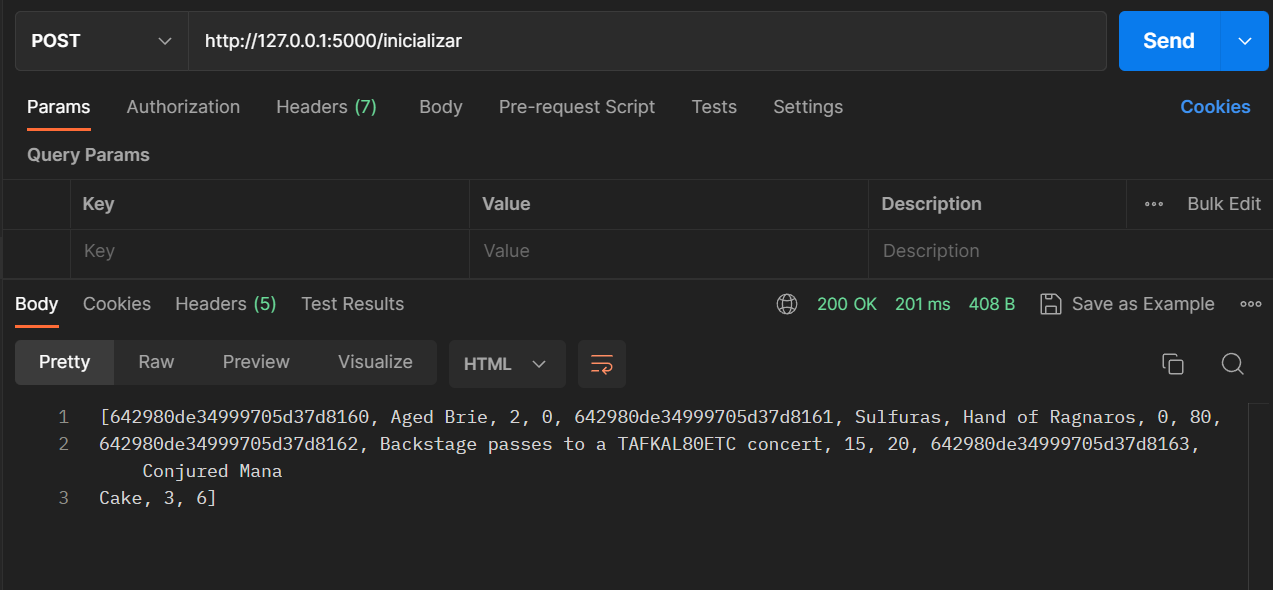 POST http://127.0.0.1:5000/inicializar Send
Params Authorization Headers (7) Body Pre-request Script Tests Settings Cookies
Query Params
Key Value Description Bulk Edit
Key Value Description
Body Cookies Headers (5) Test Results 200 OK 201 ms 408 B Save as Example
Pretty Raw Preview Visualize HTML
1 [642980de34999705d37d8160, Aged Brie, 2, 0, 642980de34999705d37d8161, Sulfuras, Hand of Ragnaros, 0, 80,
2 642980de34999705d37d8162, Backstage passes to a TAFKAL80ETC concert, 15, 20, 642980de34999705d37d8163,
Conjured Mana
3 Cake, 3, 6]